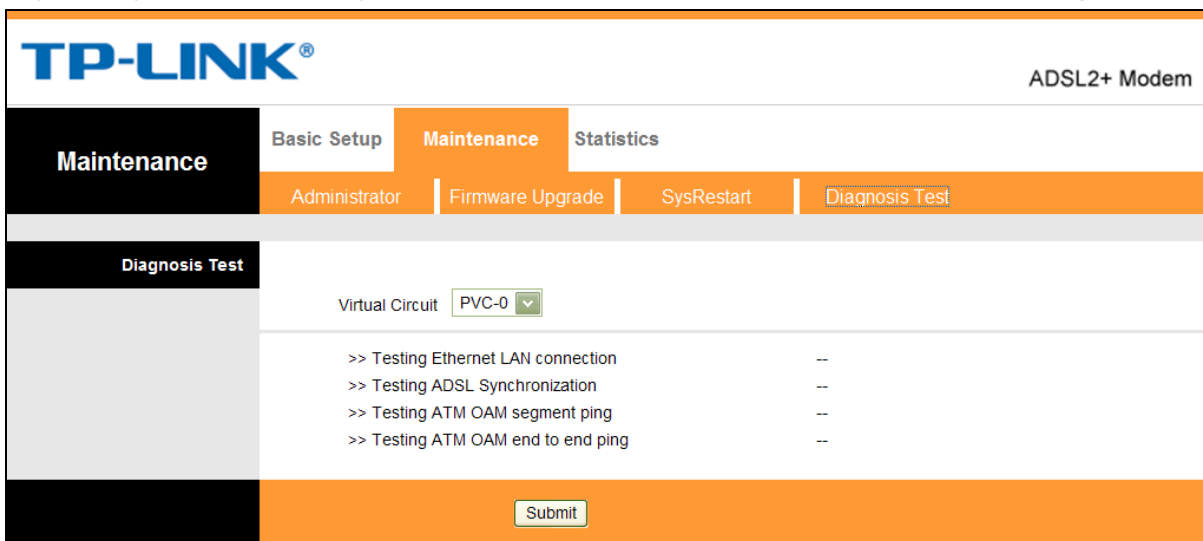 TP-LINK®
ADSL2+ Modem
Maintenance
Basic Setup Maintenance Statistics
Administrator Firmware Upgrade SysRestart Diagnosis Test
Diagnosis Test
Virtual Circuit PVC-0
>> Testing Ethernet LAN connection --
>> Testing ADSL Synchronization --
>> Testing ATM OAM segment ping --
>> Testing ATM OAM end to end ping --
Submit